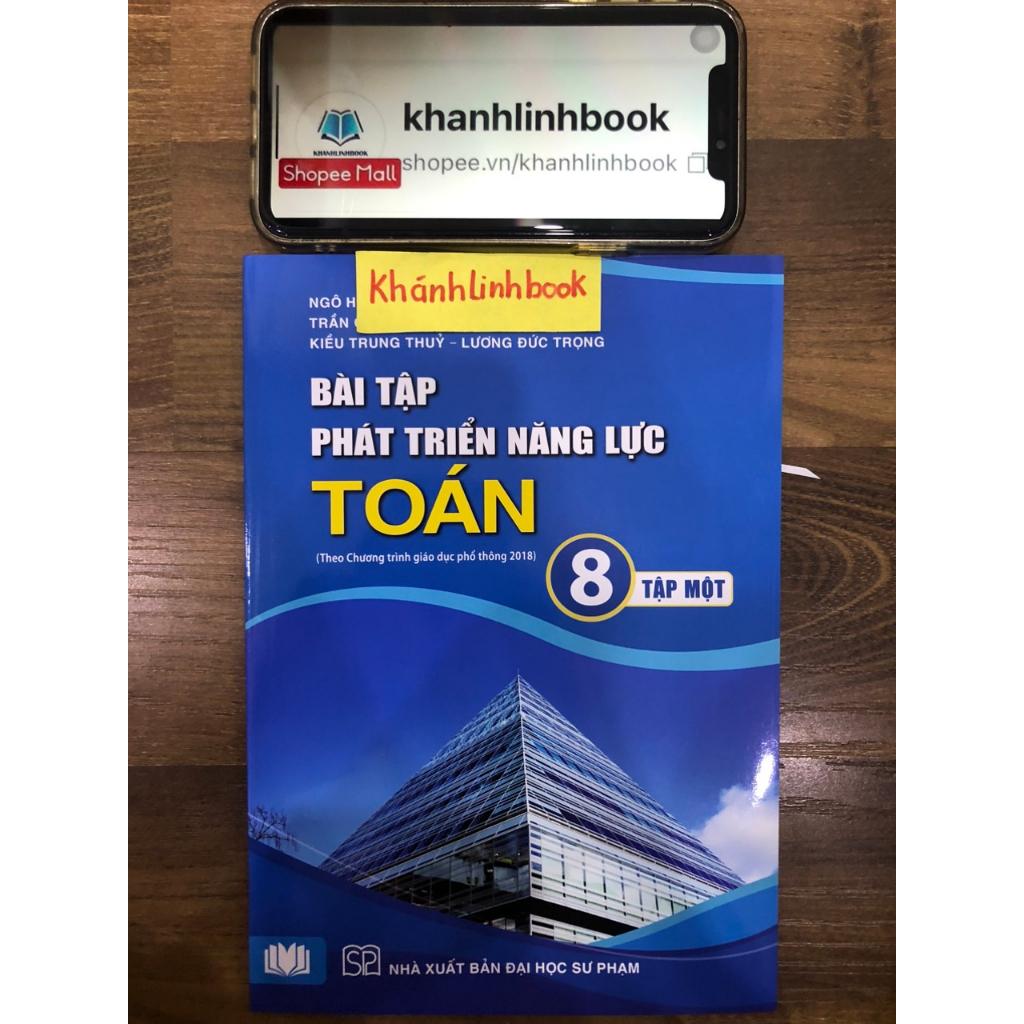 khanhlinhbook
KHANHLINHBOOK
Shopee Mall
shopee.vn/khanhlinhbook
KhánhLinhbook
NGÔ
TRẦN
KIỀU TRUNG THUỶ – LƯƠNG ĐỨC TRỌNG
BÀI TẬP
PHÁT TRIỂN NĂNG LỰC
TOÁN
(Theo Chương trình giáo dục phổ thông 2018)
8 TẬP MỘT
SP
NHÀ XUẤT BẢN ĐẠI HỌC SƯ PHẠM